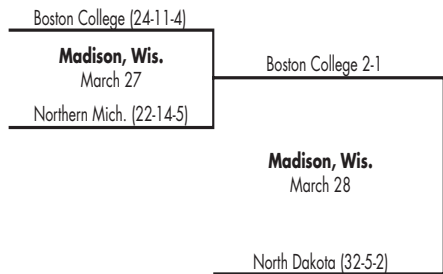 Boston College (24-11-4)
Madison, Wis.
March 27
Northern Mich. (22-14-5)
Boston College 2-1
Madison, Wis.
March 28
North Dakota (32-5-2)